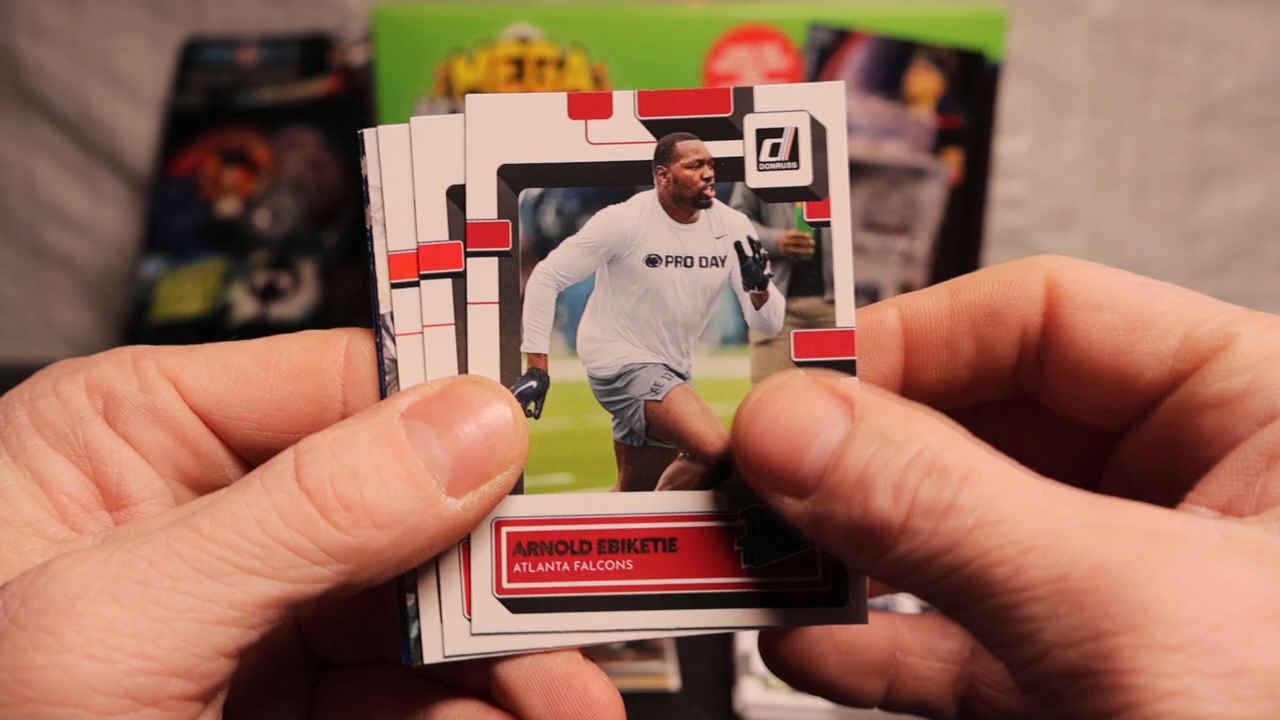 MEGA
DONRUSS
PRO DAY
ARNOLD EBIKETIE
ATLANTA FALCONS